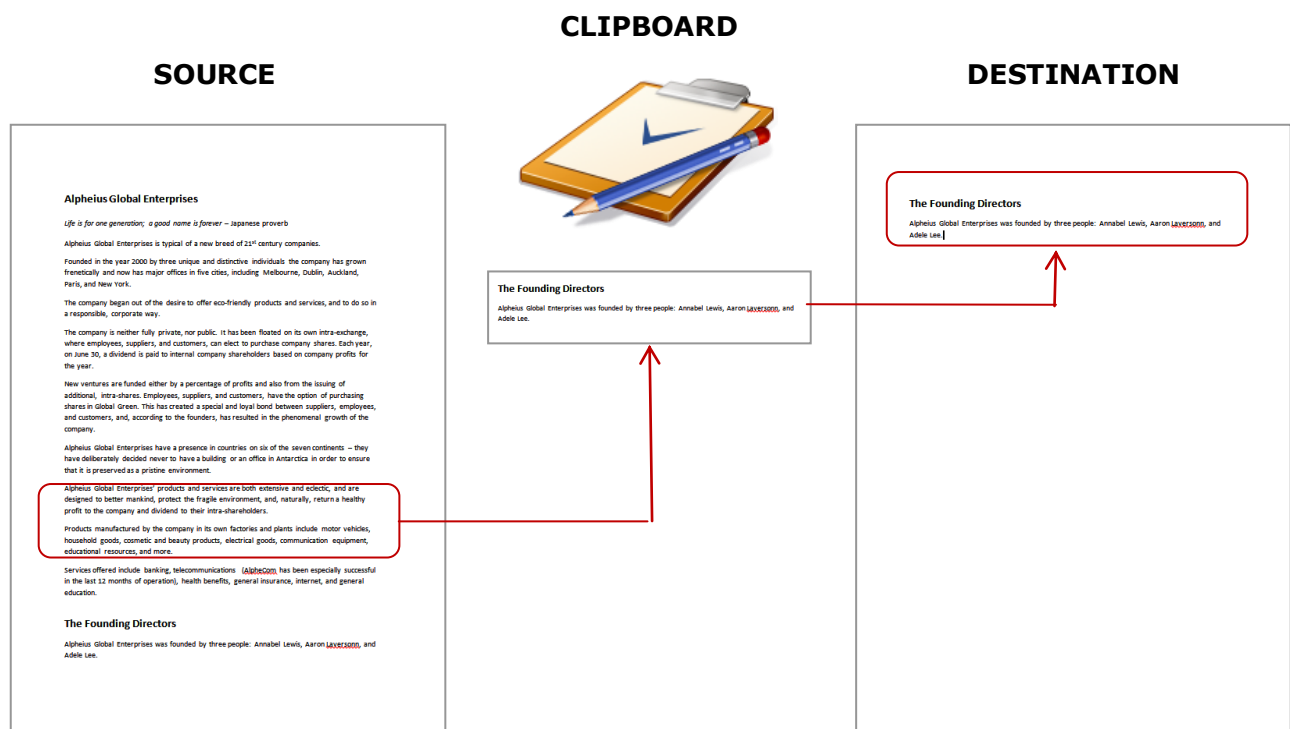 CLIPBOARD
SOURCE
DESTINATION
Alpheius Global Enterprises
Life is for one generation; a good name is forever – Japanese proverb
Alpheius Global Enterprises is typical of a new breed of 21st century companies.
Founded in the year 2000 by three unique and distinctive individuals the company has grown
frenetically and now has major offices in five cities, including Melbourne, Dublin, Auckland,
Paris, and New York.
The company began out of the desire to offer eco-friendly products and services, and to do so in
a responsible, corporate way.
The company is neither fully private, nor public. It has been floated on its own intra-exchange,
where employees, suppliers, and customers, can elect to purchase company shares. Each year,
on June 30, a dividend is paid to internal company shareholders based on company profits for
the year.
New ventures are funded either by a percentage of profits and also from the issuing of
additional, intra-shares. Employees, suppliers, and customers, have the option of purchasing
shares in Global Green. This has created a special and loyal bond between suppliers, employees,
and customers, and, according to the founders, has resulted in the phenomenal growth of the
company.
Alpheius Global Enterprises have a presence in countries on six of the seven continents – they
have deliberately decided never to have a building or an office in Antarctica in order to ensure
that it is preserved as a pristine environment.
Alpheius Global Enterprises' products and services are both extensive and eclectic, and are
designed to better mankind, protect the fragile environment, and, naturally, return a healthy
profit to the company and dividend to their intra-shareholders.
Products manufactured by the company in its own factories and plants include motor vehicles,
household goods, cosmetic and beauty products, electrical goods, communication equipment,
educational resources, and more.
Services offered include banking, telecommunications (AlpheCom has been especially successful
in the last 12 months of operation), health benefits, general insurance, internet, and general
education.
The Founding Directors
Alpheius Global Enterprises was founded by three people: Annabel Lewis, Aaron Laversonn, and
Adele Lee.
The Founding Directors
Alpheius Global Enterprises was founded by three people: Annabel Lewis, Aaron Laversonn, and
Adele Lee.
The Founding Directors
Alpheius Global Enterprises was founded by three people: Annabel Lewis, Aaron Laversonn, and
Adele Lee.